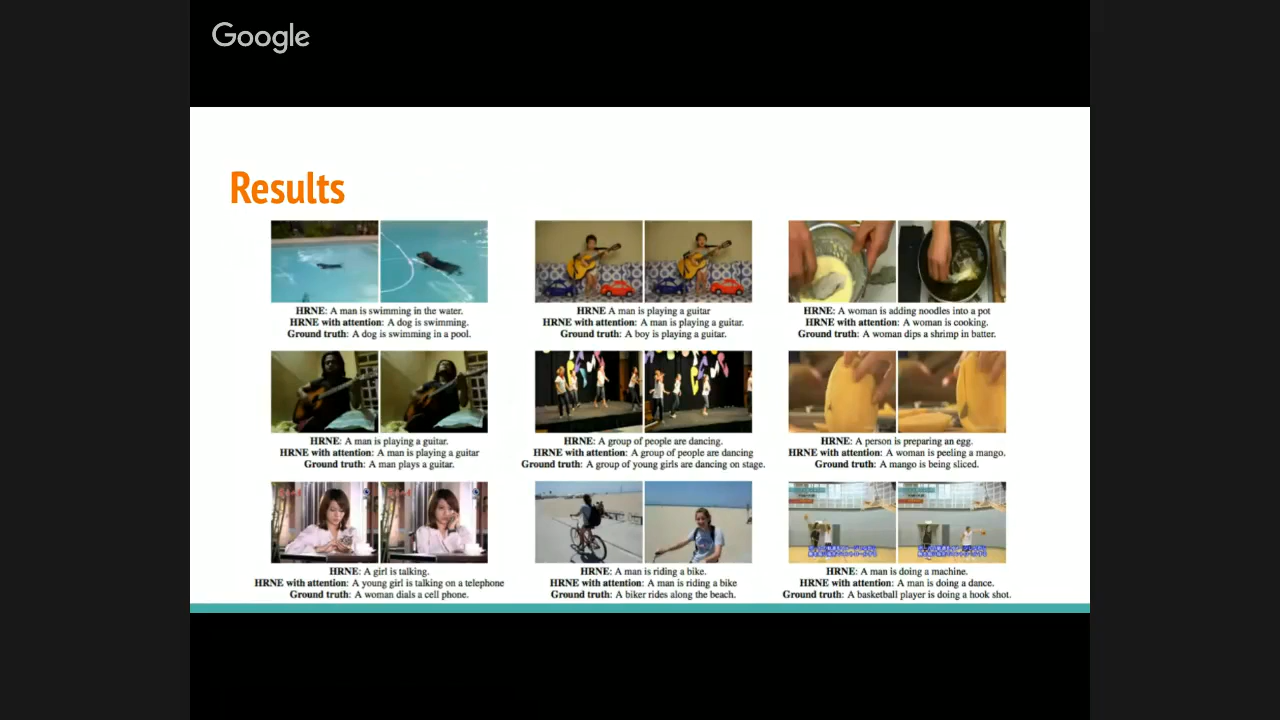 Google
Results
HRNE: A man is swimming in the water.
HRNE with attention: A dog is swimming.
Ground truth: A dog is swimming in a pool.
HRNE A man is playing a guitar
HRNE with attention: A man is playing a guitar.
Ground truth: A boy is playing a guitar.
HRNE: A woman is adding noodles into a pot
HRNE with attention: A woman is cooking.
Ground truth: A woman dips a shrimp in batter.
HRNE: A man is playing a guitar.
HRNE with attention: A man is playing a guitar
Ground truth: A man plays a guitar.
HRNE: A group of people are dancing.
HRNE with attention: A group of people are dancing
Ground truth: A group of young girls are dancing on stage.
HRNE: A person is preparing an egg.
HRNE with attention: A woman is peeling a mango.
Ground truth: A mango is being sliced.
HRNE: A girl is talking.
HRNE with attention: A young girl is talking on a telephone
Ground truth: A woman dials a cell phone.
HRNE: A man is riding a bike.
HRNE with attention: A man is riding a bike
Ground truth: A biker rides along the beach.
HRNE: A man is doing a machine.
HRNE with attention: A man is doing a dance.
Ground truth: A basketball player is doing a hook shot.